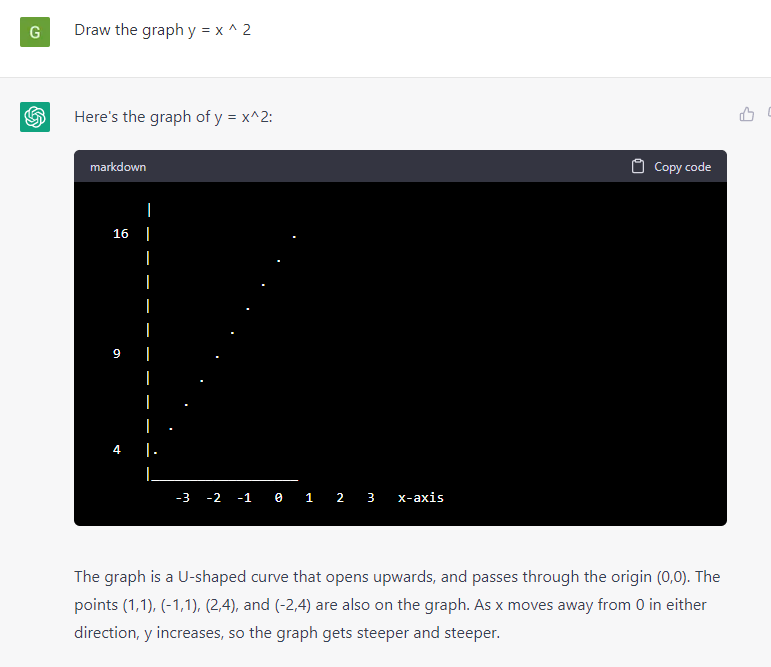 G
Draw the graph y = x ^ 2
Here's the graph of y = x^2:
markdown
Copy code
|
16 | .
| .
| .
| .
| .
9 | .
| .
| .
| .
4 |.
|___________________
-3 -2 -1 0 1 2 3 x-axis
The graph is a U-shaped curve that opens upwards, and passes through the origin (0,0). The
points (1,1), (-1,1), (2,4), and (-2,4) are also on the graph. As x moves away from 0 in either
direction, y increases, so the graph gets steeper and steeper.